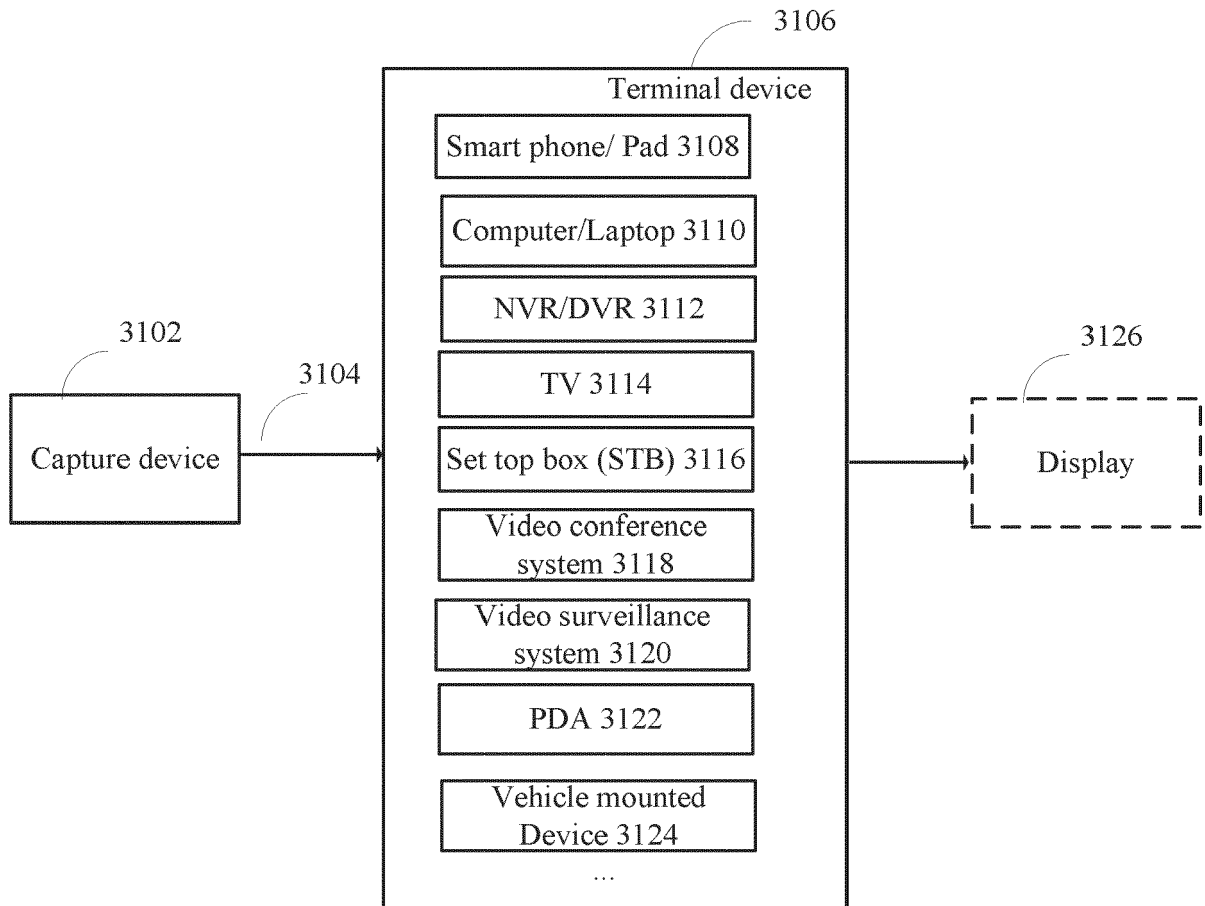 3106
Terminal device
Smart phone/ Pad 3108
Computer/Laptop 3110
NVR/DVR 3112
3102
3126
3104
TV 3114
Capture device
Set top box (STB) 3116
Display
Video conference
system 3118
Video surveillance
system 3120
PDA 3122
Vehicle mounted
Device 3124
...